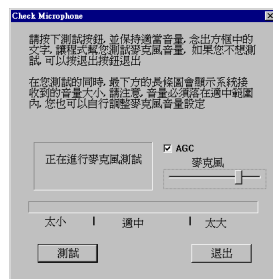 Check Microphone
請按下測試按鈕, 並保持適當音量, 念出方框中的
文字, 讓程式幫您測試麥克風音量, 如果您不想測
試, 可以按退出按鈕退出
在您測試的同時, 最下方的長條圖會顯示系統接
收到的音量大小, 請注意, 音量必須落在適中範圍
內, 您也可以自行調整麥克風音量設定
正在進行麥克風測試
AGC
麥克風
太小
適中
太大
測試
退出